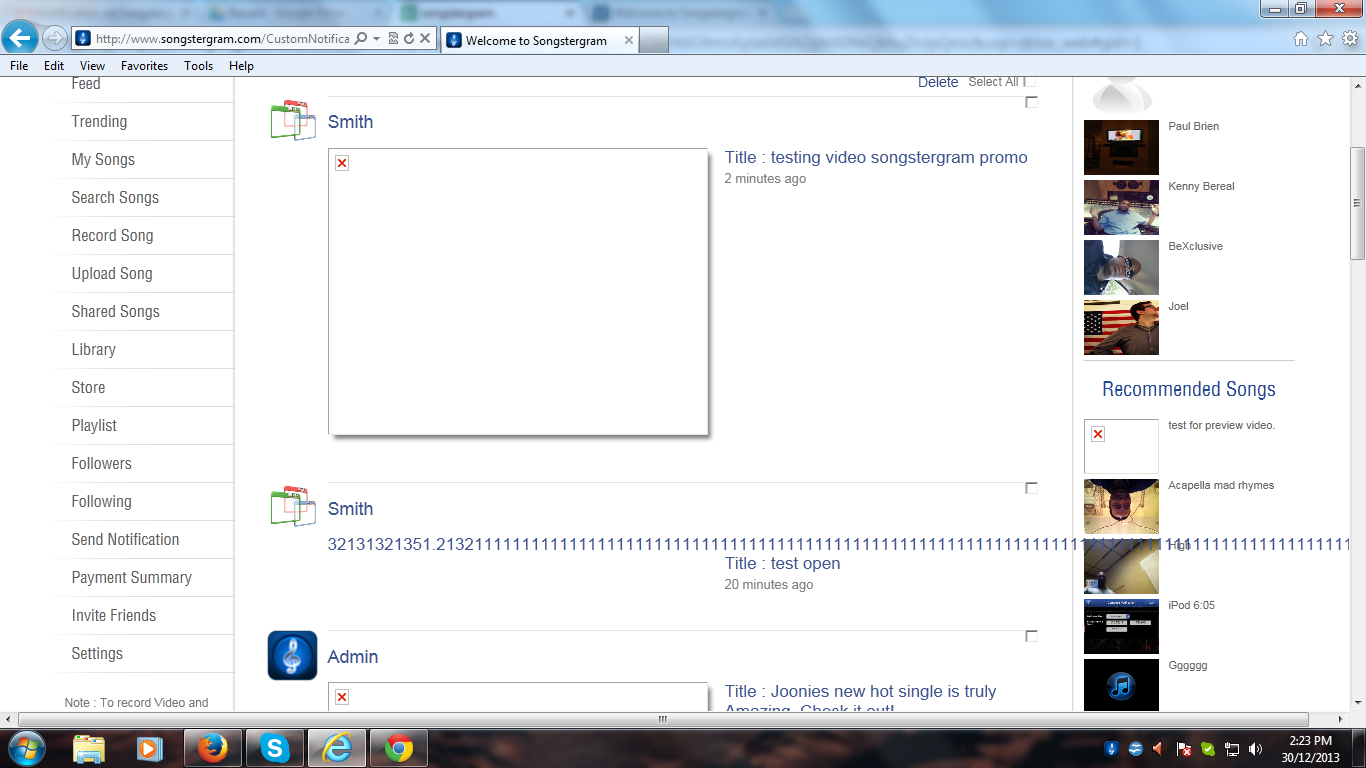 http://www.songstergram.com/CustomNotifica
Welcome to Songstergram
File Edit View Favorites Tools Help
Feed
Trending
My Songs
Search Songs
Record Song
Upload Song
Shared Songs
Library
Store
Playlist
Followers
Following
Send Notification
Payment Summary
Invite Friends
Settings
Note : To record Video and
Delete Select All
Smith
Title : testing video songstergram promo
2 minutes ago
Smith
Title : test open
20 minutes ago
Admin
Title : Joonies new hot single is truly
Amazing. Check it out!
Paul Brien
Kenny Bereal
BeXclusive
Joel
Recommended Songs
test for preview video.
Acapella mad rhymes
High
iPod 6:05
Gggggg
2:23 PM
30/12/2013